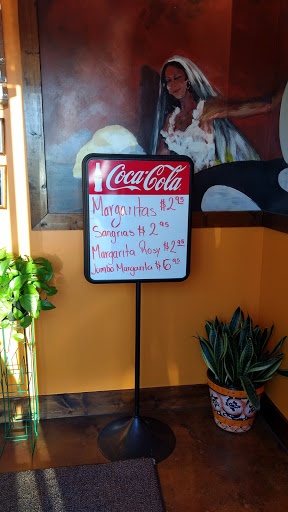 Coca-Cola
Margaritas $2.95
Sangrias $2.95
Margarita Rosy $2.95
Jumbo Margarita $6.95